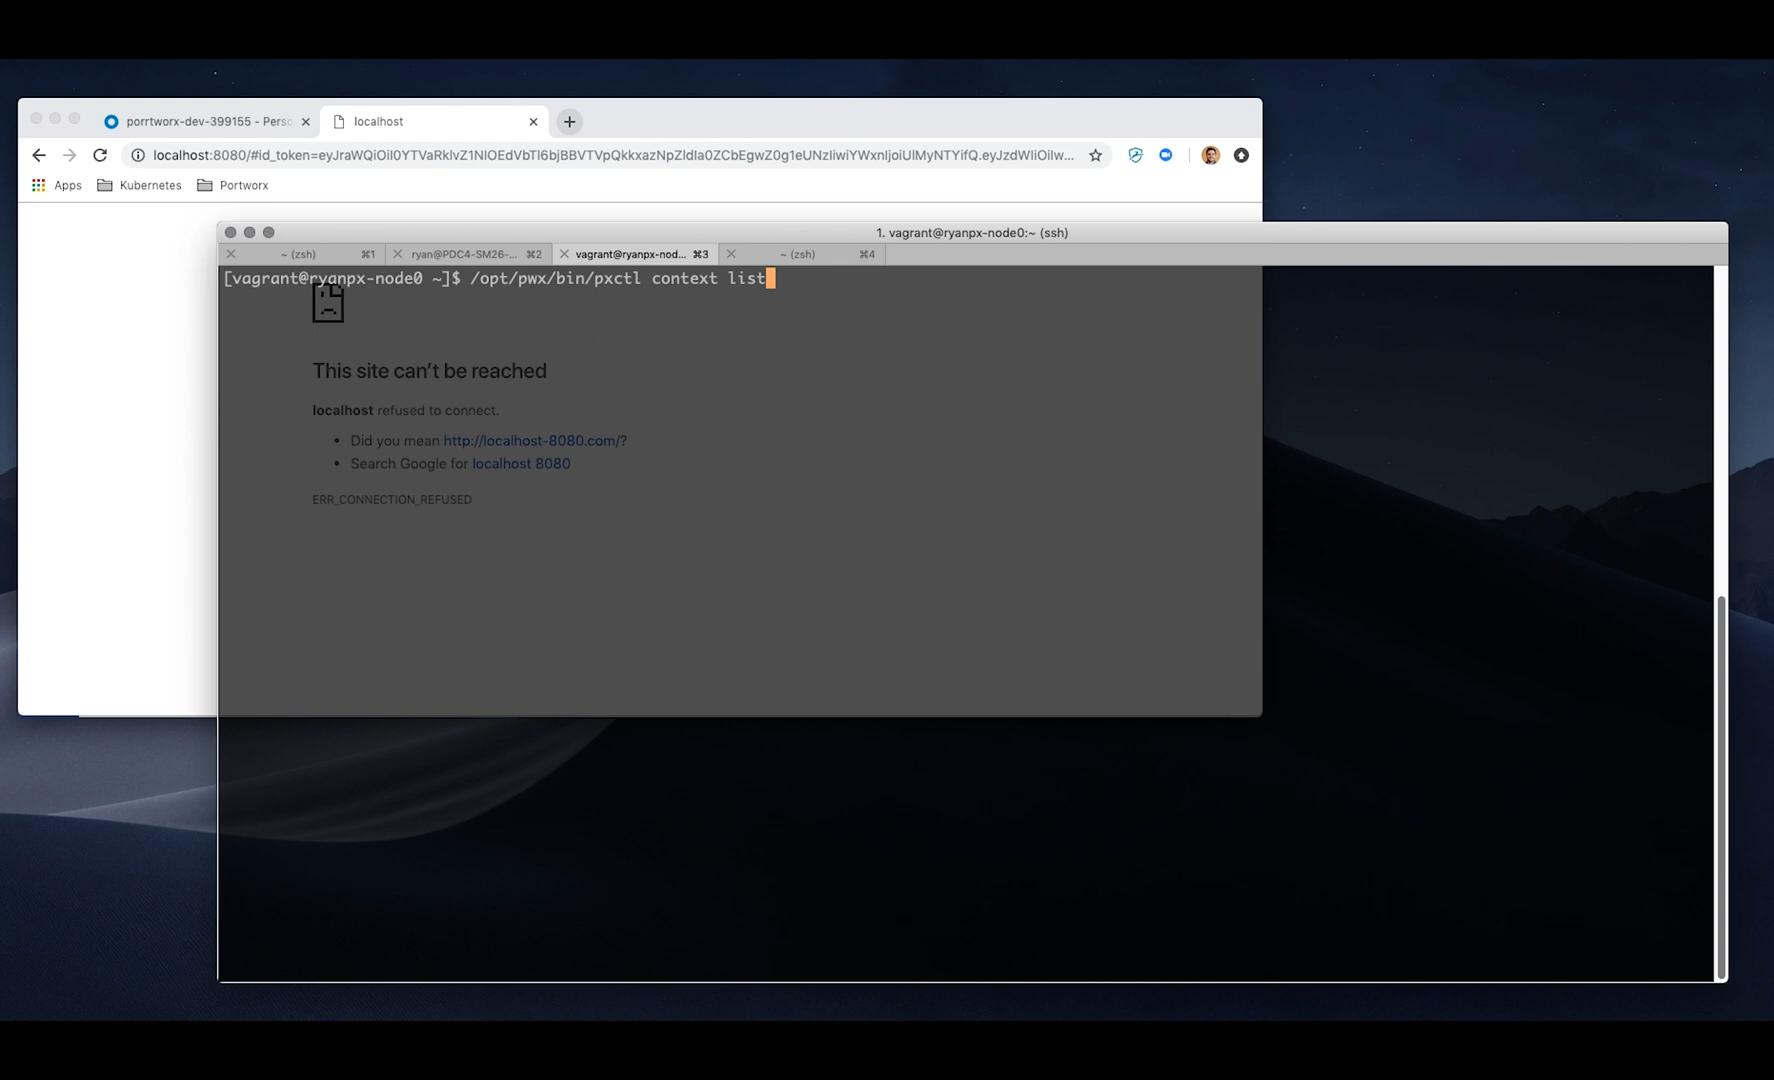 porrtworx-dev-399155 - Perso
localhost
localhost:8080/#id_token=eyJraWQiOiI0YTVaRklvZ1NIOEdVbTl6bjBBVTVpQkkxazNpZldIa0ZCbEgwZ0g1eUNzIiwiYWxnIjoiUlMyNTYifQ.eyJzdWIiOiIw...
Apps
Kubernetes
Portworx
1. vagrant@ryanpx-node0:~ (ssh)
~ (zsh) ⌘1
ryan@PDC4-SM26-... ⌘2
vagrant@ryanpx-nod... ⌘3
~ (zsh) ⌘4
[vagrant@ryanpx-node0 ~]$ /opt/pwx/bin/pxctl context list
This site can’t be reached
localhost refused to connect.
• Did you mean http://localhost-8080.com/?
• Search Google for localhost 8080
ERR_CONNECTION_REFUSED